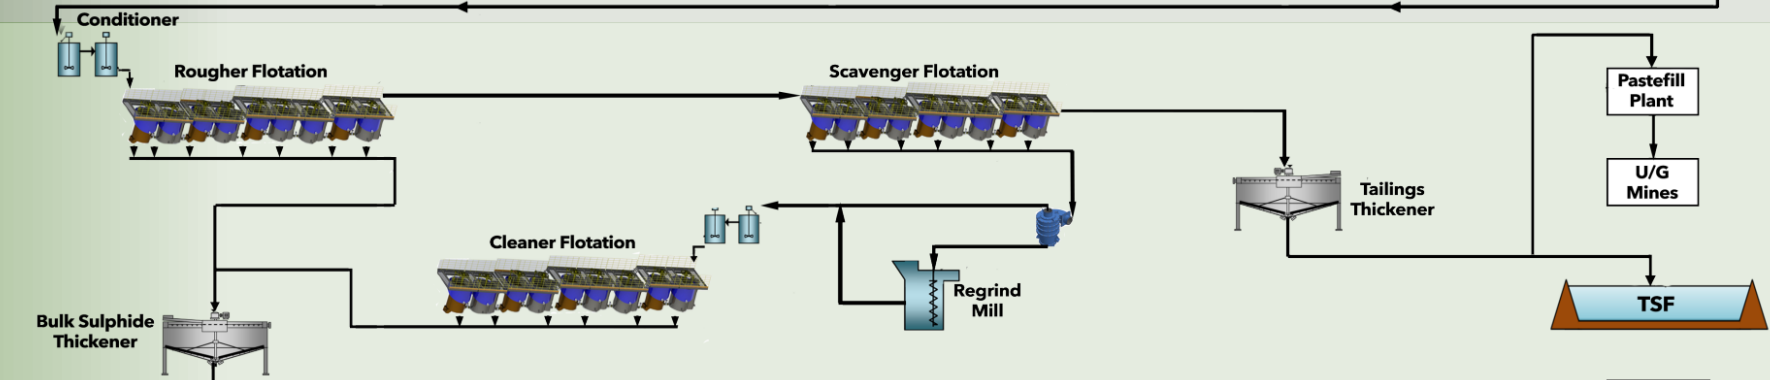 Conditioner
Rougher Flotation
Scavenger Flotation
Pastefill
Plant
U/G
Mines
Tailings
Thickener
Cleaner Flotation
Regrind
Mill
TSF
Bulk Sulphide
Thickener